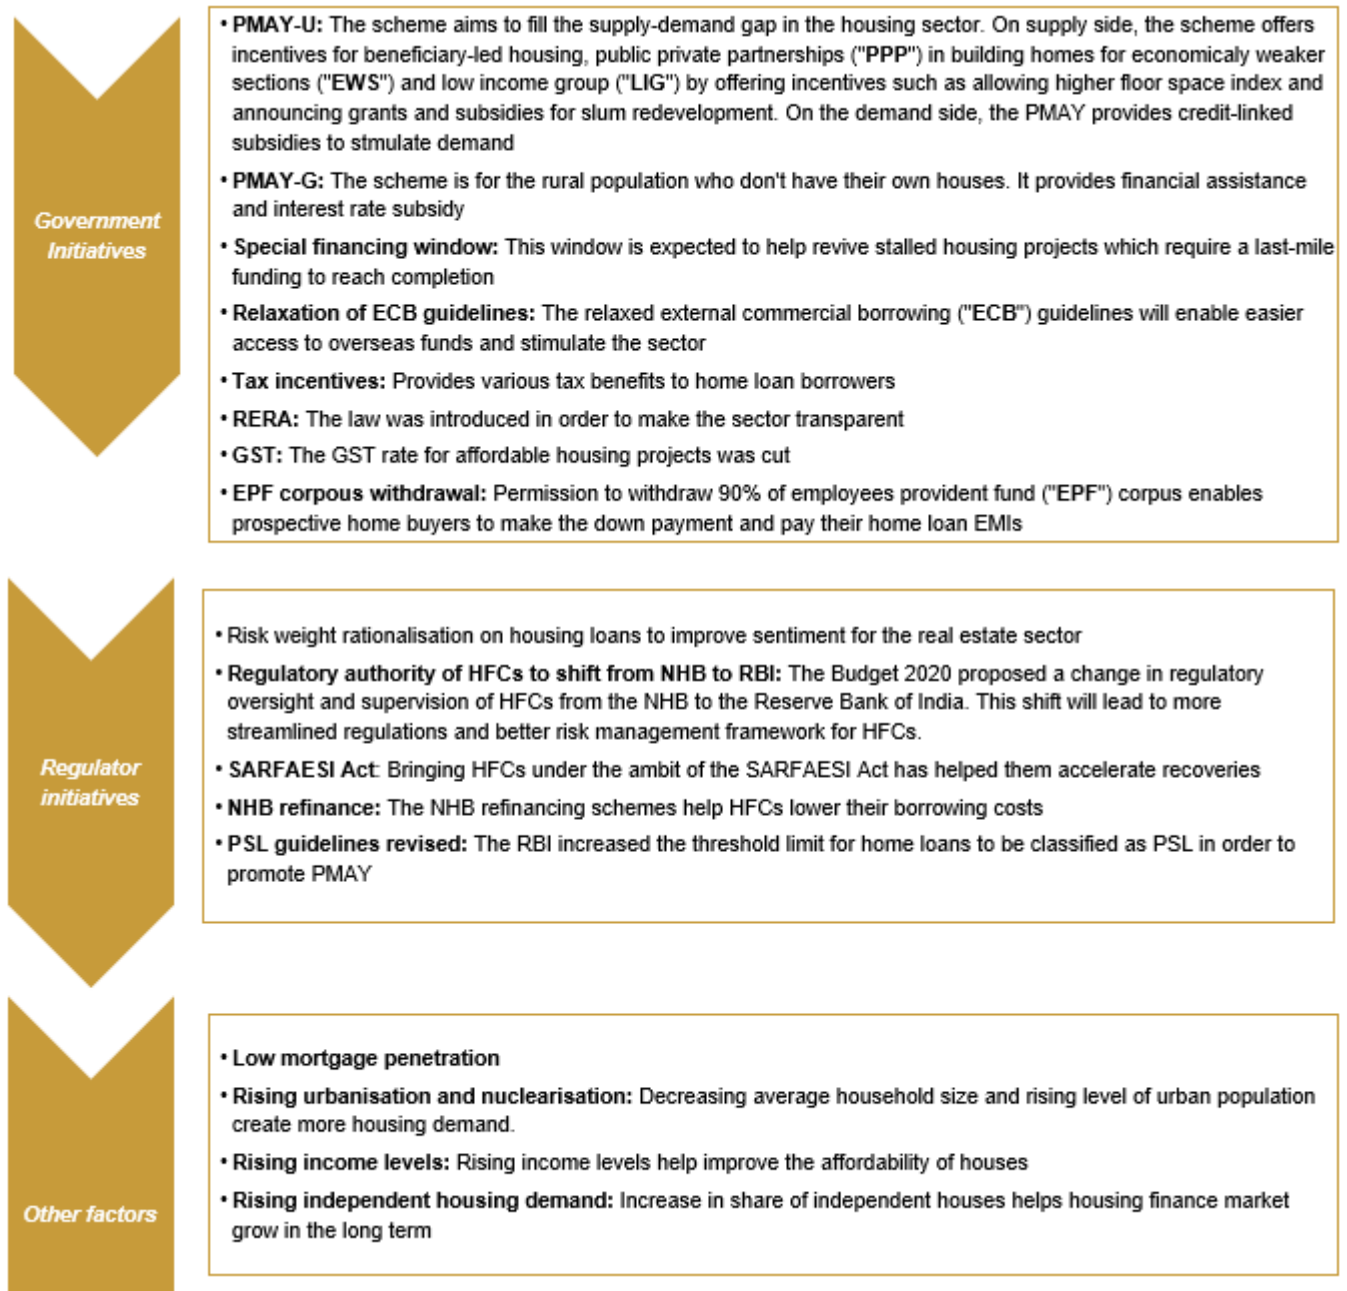 • PMAY-U: The scheme aims to fill the supply-demand gap in the housing sector. On supply side, the scheme offers
incentives for beneficiary-led housing, public private partnerships ("PPP") in building homes for economicaly weaker
sections ("EWS") and low income group ("LIG") by offering incentives such as allowing higher floor space index and
announcing grants and subsidies for slum redevelopment. On the demand side, the PMAY provides credit-linked
subsidies to stmulate demand
• PMAY-G: The scheme is for the rural population who don't have their own houses. It provides financial assistance
and interest rate subsidy
Government
Initiatives
• Special financing window: This window is expected to help revive stalled housing projects which require a last-mile
funding to reach completion
• Relaxation of ECB guidelines: The relaxed external commercial borrowing ("ECB") guidelines will enable easier
access to overseas funds and stimulate the sector
• Tax incentives: Provides various tax benefits to home loan borrowers
• RERA: The law was introduced in order to make the sector transparent
• GST: The GST rate for affordable housing projects was cut
• EPF corpous withdrawal: Permission to withdraw 90% of employees provident fund ("EPF") corpus enables
prospective home buyers to make the down payment and pay their home loan EMIs
• Risk weight rationalisation on housing loans to improve sentiment for the real estate sector
• Regulatory authority of HFCs to shift from NHB to RBI: The Budget 2020 proposed a change in regulatory
oversight and supervision of HFCs from the NHB to the Reserve Bank of India. This shift will lead to more
streamlined regulations and better risk management framework for HFCs.
Regulator
initiatives
• SARFAESI Act: Bringing HFCs under the ambit of the SARFAESI Act has helped them accelerate recoveries
• NHB refinance: The NHB refinancing schemes help HFCs lower their borrowing costs
• PSL guidelines revised: The RBI increased the threshold limit for home loans to be classified as PSL in order to
promote PMAY
• Low mortgage penetration
• Rising urbanisation and nuclearisation: Decreasing average household size and rising level of urban population
create more housing demand.
• Rising income levels: Rising income levels help improve the affordability of houses
• Rising independent housing demand: Increase in share of independent houses helps housing finance market
grow in the long term
Other factors